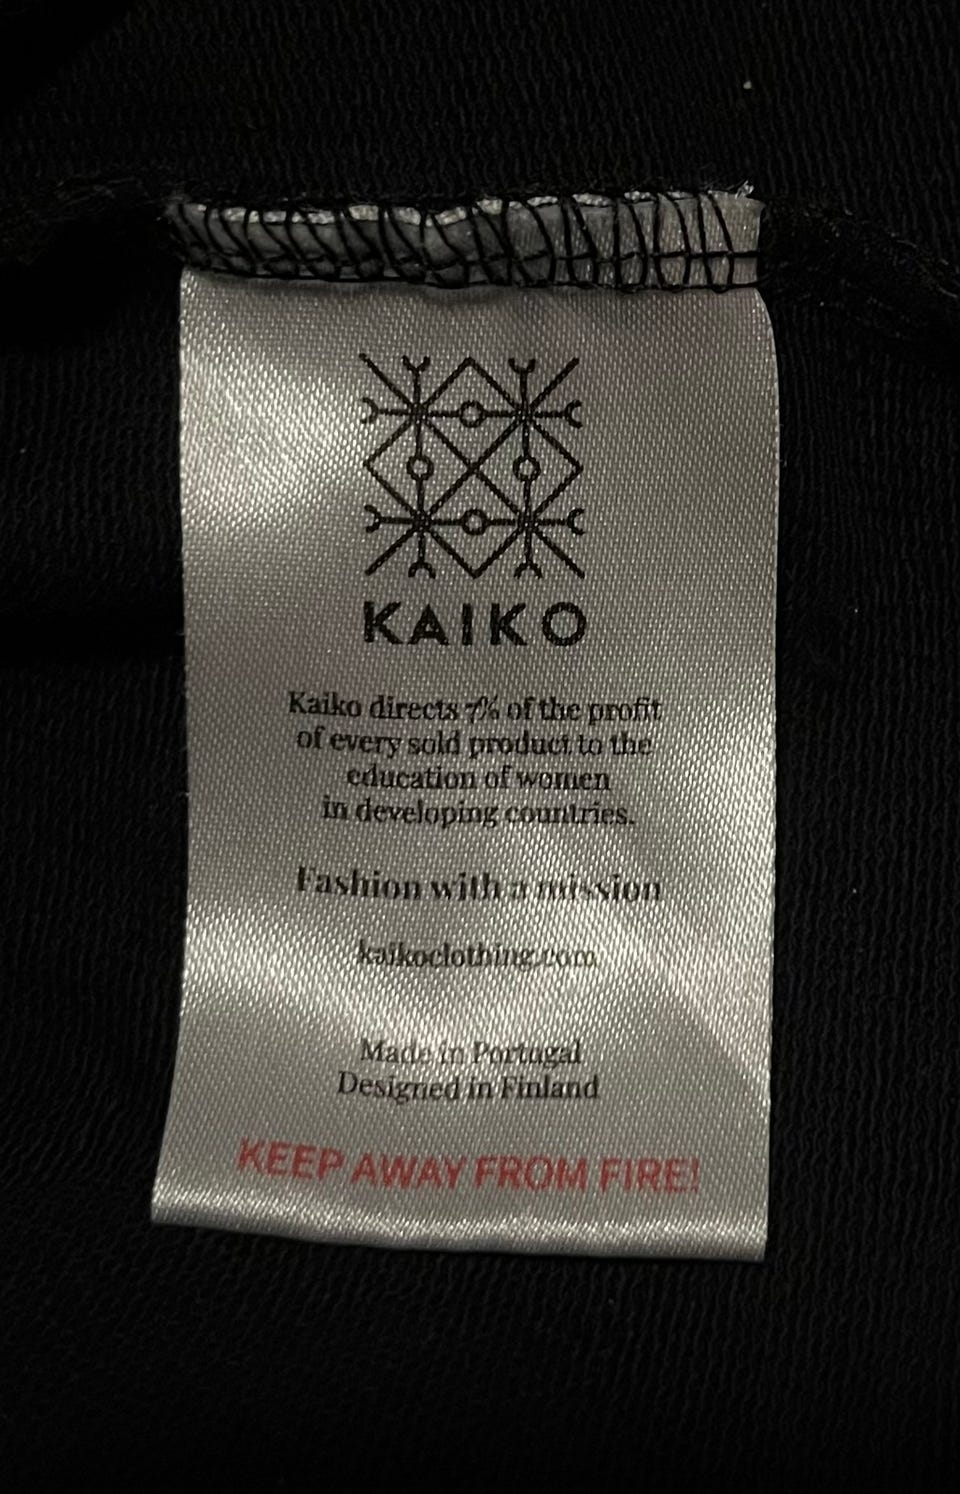 KAIKO
Kaiko directs 7% of the profit
of every sold product to the
education of women
in developing countries.
Fashion with a mission
kaikoclothing.com
Made in Portugal
Designed in Finland
KEEP AWAY FROM FIRE!